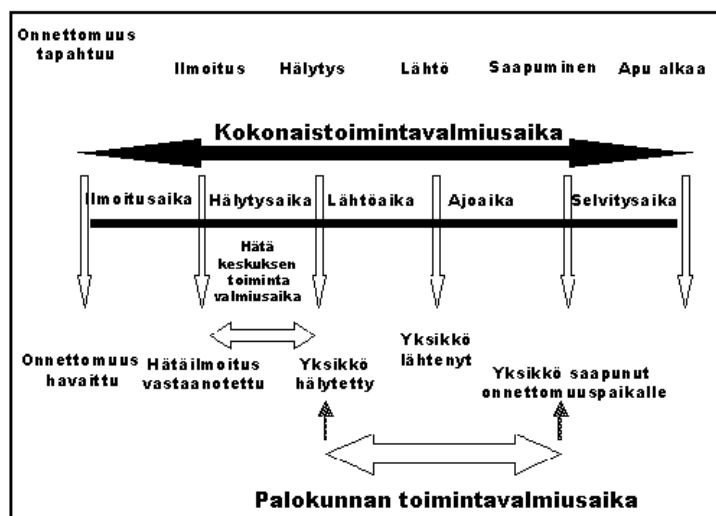 Onnettomuus
tapahtuu
Ilmoitus
Hälytys
Lähtö
Saapuminen
Apu alkaa
Kokonaistoimintavalmiusaika
Ilmoitusaika
Hälytysaika
Lähtöaika
Ajoaika
Selvitysaika
Hätä
keskuksen
toiminta
valmiusaika
Onnettomuus
havaittu
Hätäilmoitus
vastaanotettu
Yksikkö
hälytetty
Yksikkö
lähtenyt
Yksikkö saapunut
onnettomuuspaikalle
Palokunnan toimintavalmiusaika